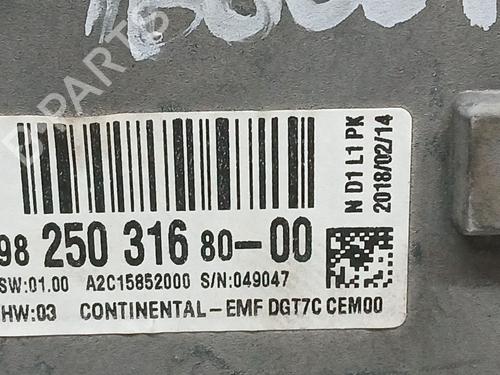 B PARTS
98 250 316 80-00
SW:01.00 A2C15852000 S/N:049047
HW:03 CONTINENTAL-EMF DGT7C CEM00
N D1 L1 PK
2018/02/14